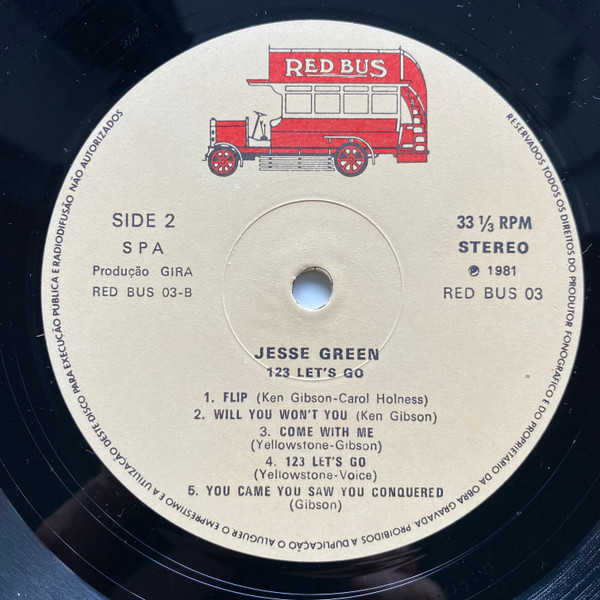 RED BUS
SIDE 2
SPA
Produção GIRA
RED BUS 03-B
33 1/3 RPM
STEREO
℗ 1981
RED BUS 03
JESSE GREEN
123 LET'S GO
1. FLIP (Ken Gibson-Carol Holness)
2. WILL YOU WON'T YOU (Ken Gibson)
3. COME WITH ME
(Yellowstone-Gibson)
4. 123 LET'S GO
(Yellowstone-Voice)
5. YOU CAME YOU SAW YOU CONQUERED
(Gibson)
RESERVADOS TODOS OS DIREITOS DO PRODUTOR FONOGRÁFICO E DO PROPRIETARIO DA OBRA GRAVADA PROIBIDOS A DUPLICAÇÃO O ALUGUER O EMPRESTIMO E A UTILIZAÇÃO DESTE DISCO PARA EXECUÇÃO PUBLICA E RADIODIFUSÃO NÃO AUTORIZADOS